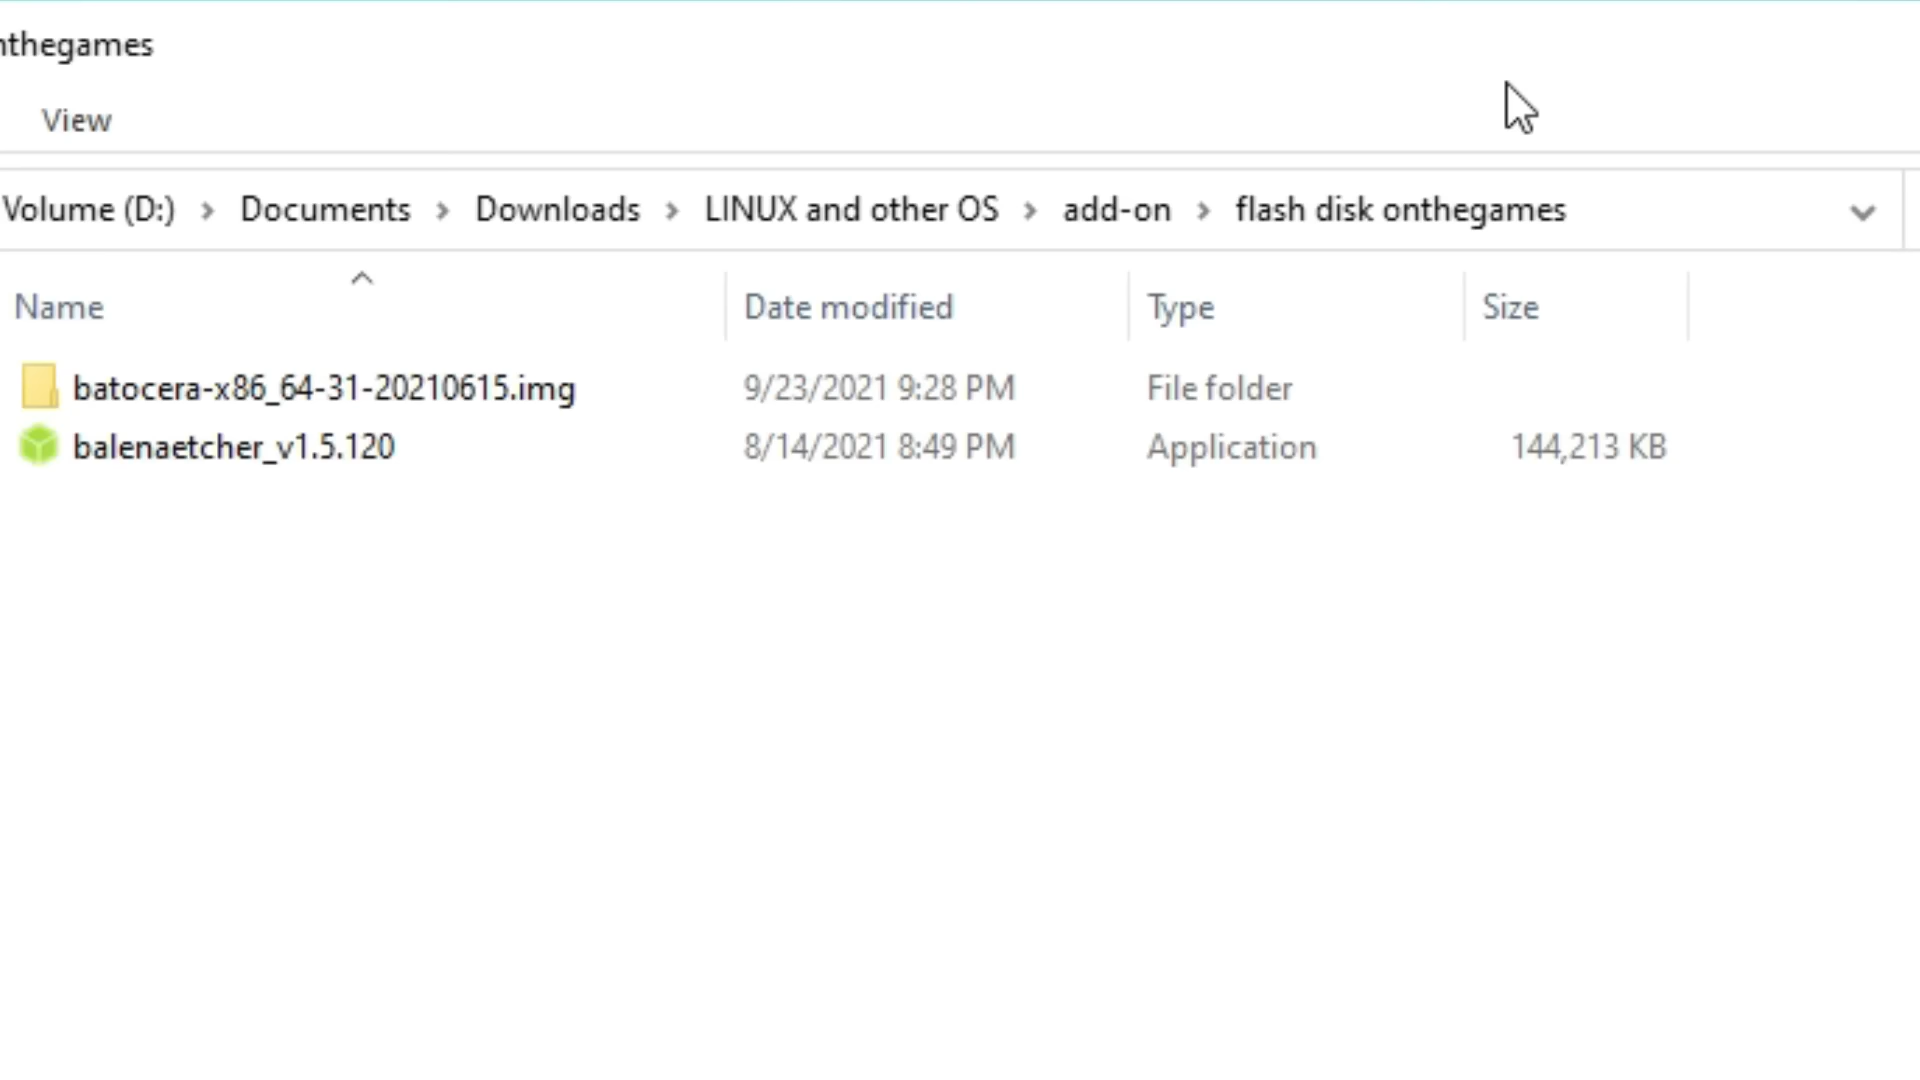 nthegames
View
Volume (D:) > Documents > Downloads > LINUX and other OS > add-on > flash disk onthegames
Name Date modified Type Size
batocera-x86_64-31-20210615.img 9/23/2021 9:28 PM File folder
balenaetcher_v1.5.120 8/14/2021 8:49 PM Application 144,213 KB